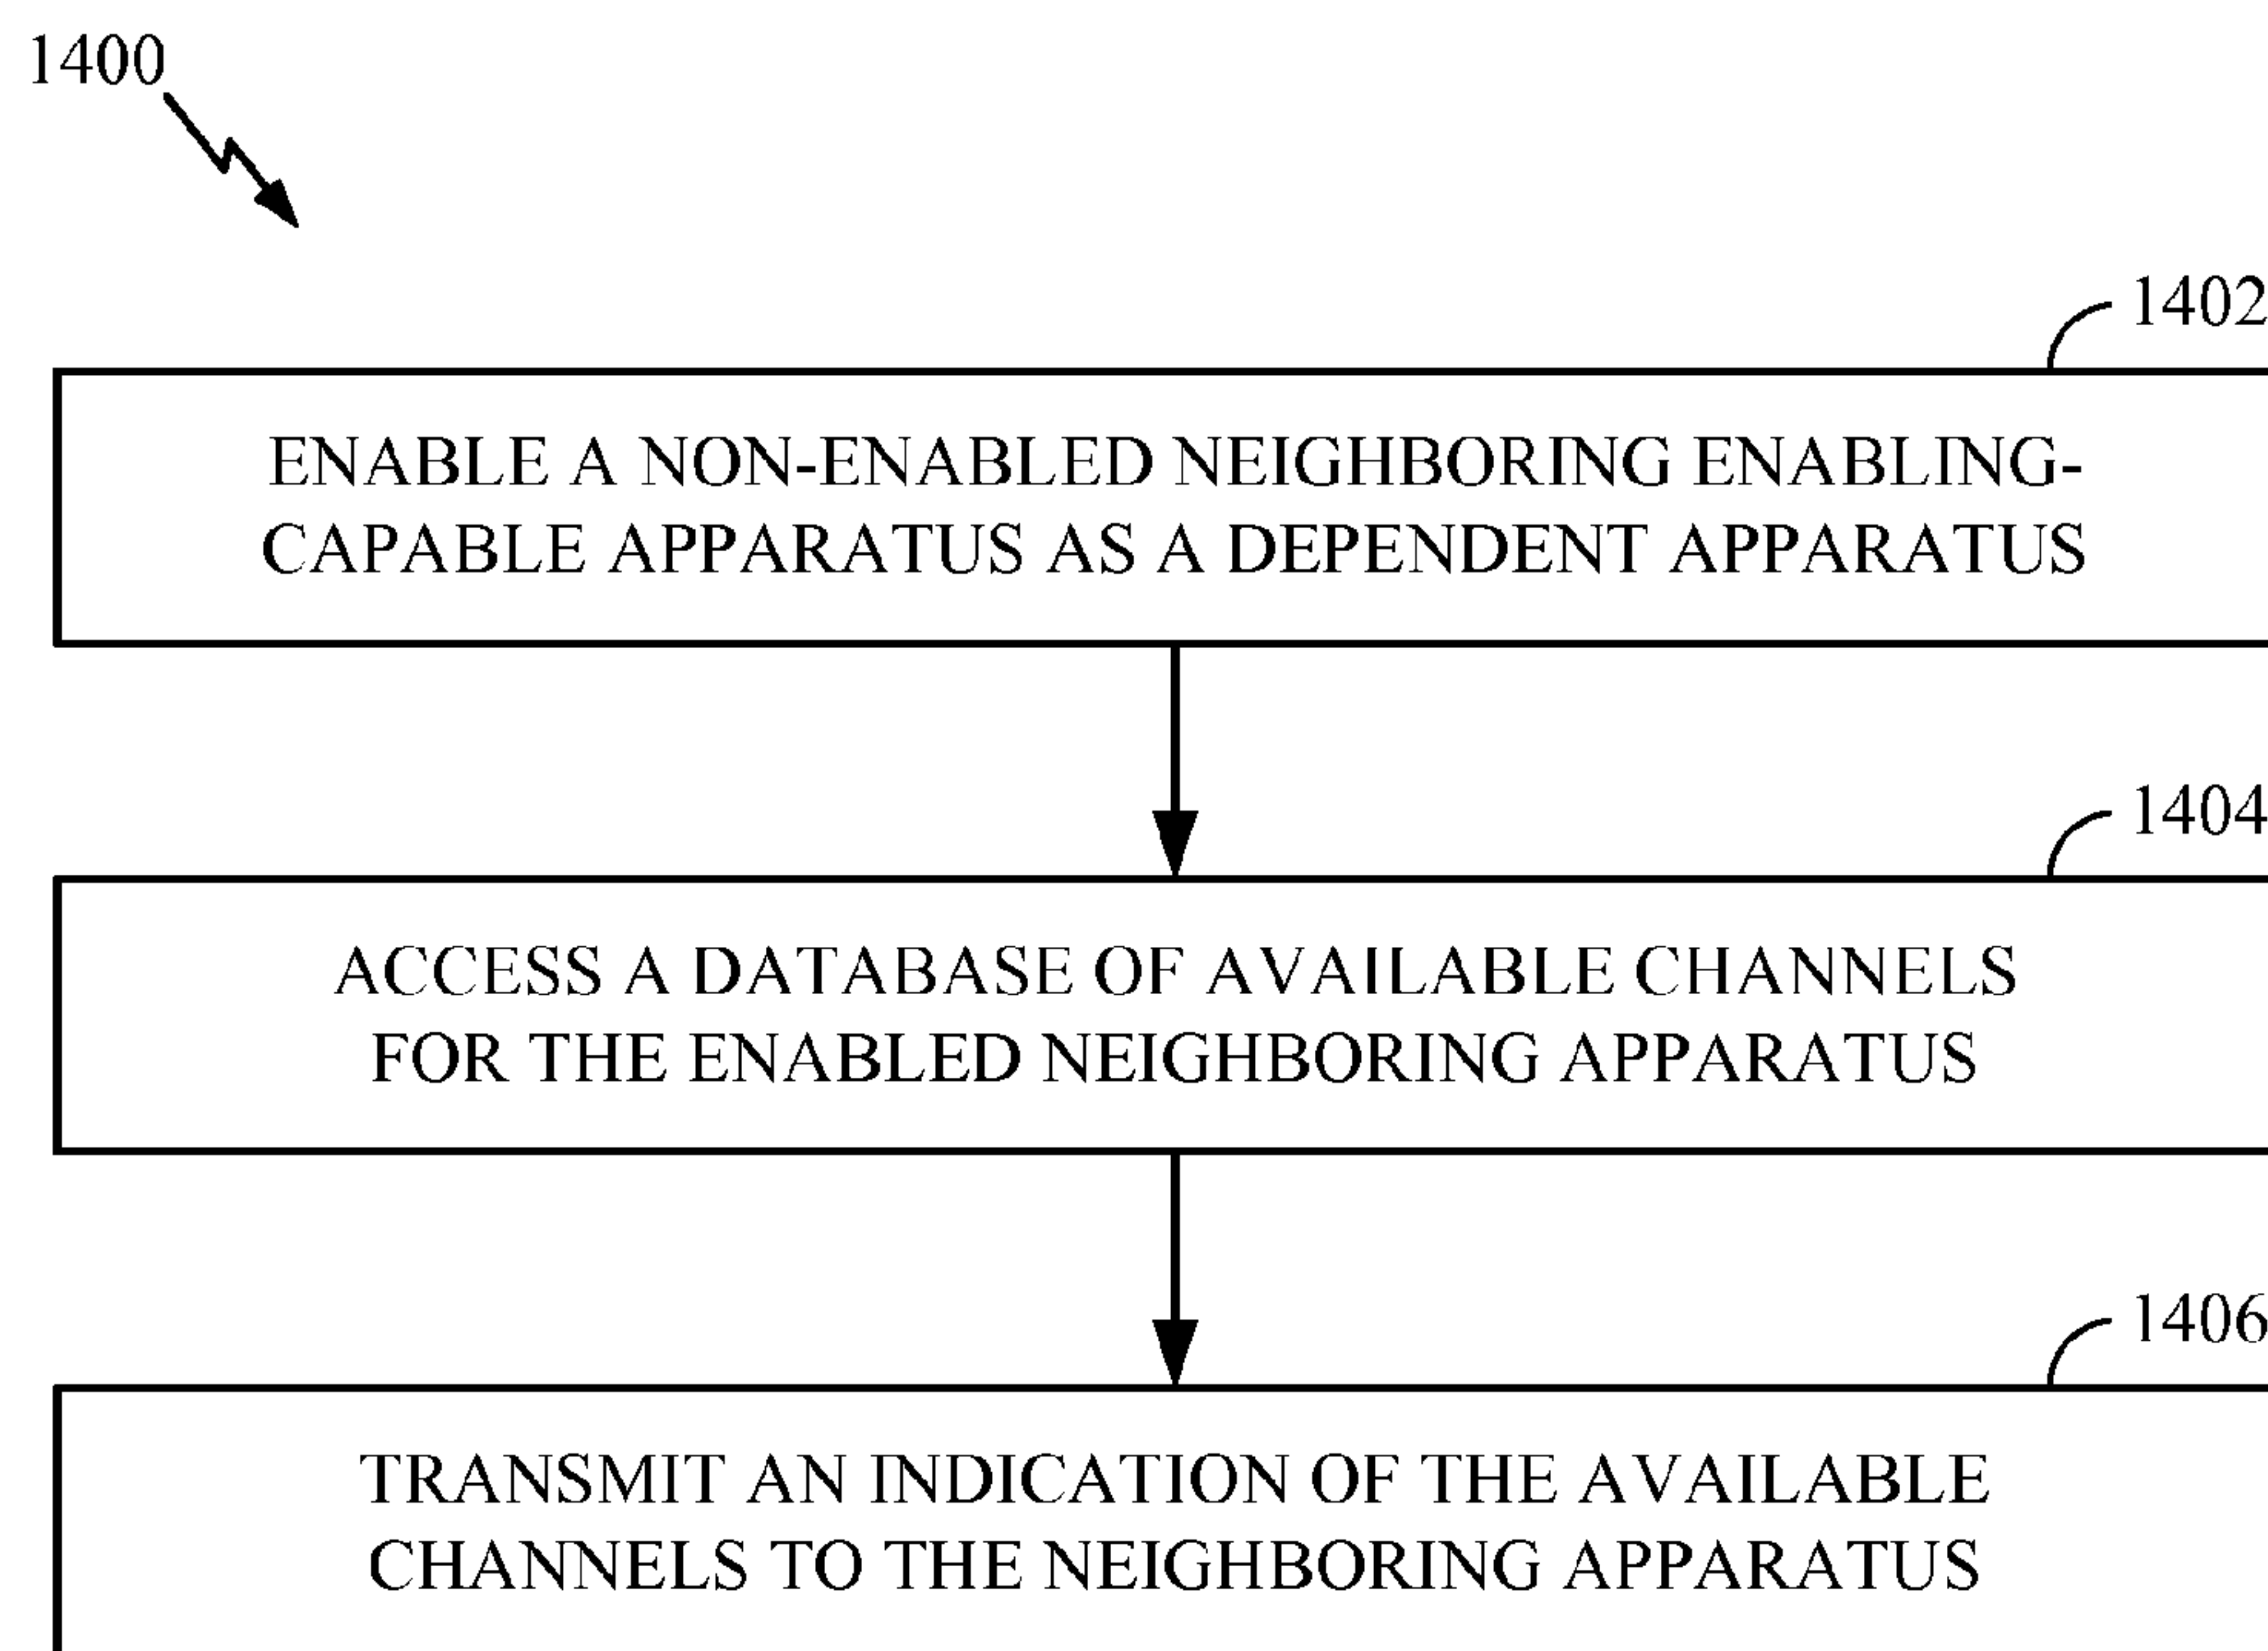 1400
1402
ENABLE A NON-ENABLED NEIGHBORING ENABLING-
CAPABLE APPARATUS AS A DEPENDENT APPARATUS
1404
ACCESS A DATABASE OF AVAILABLE CHANNELS
FOR THE ENABLED NEIGHBORING APPARATUS
1406
TRANSMIT AN INDICATION OF THE AVAILABLE
CHANNELS TO THE NEIGHBORING APPARATUS